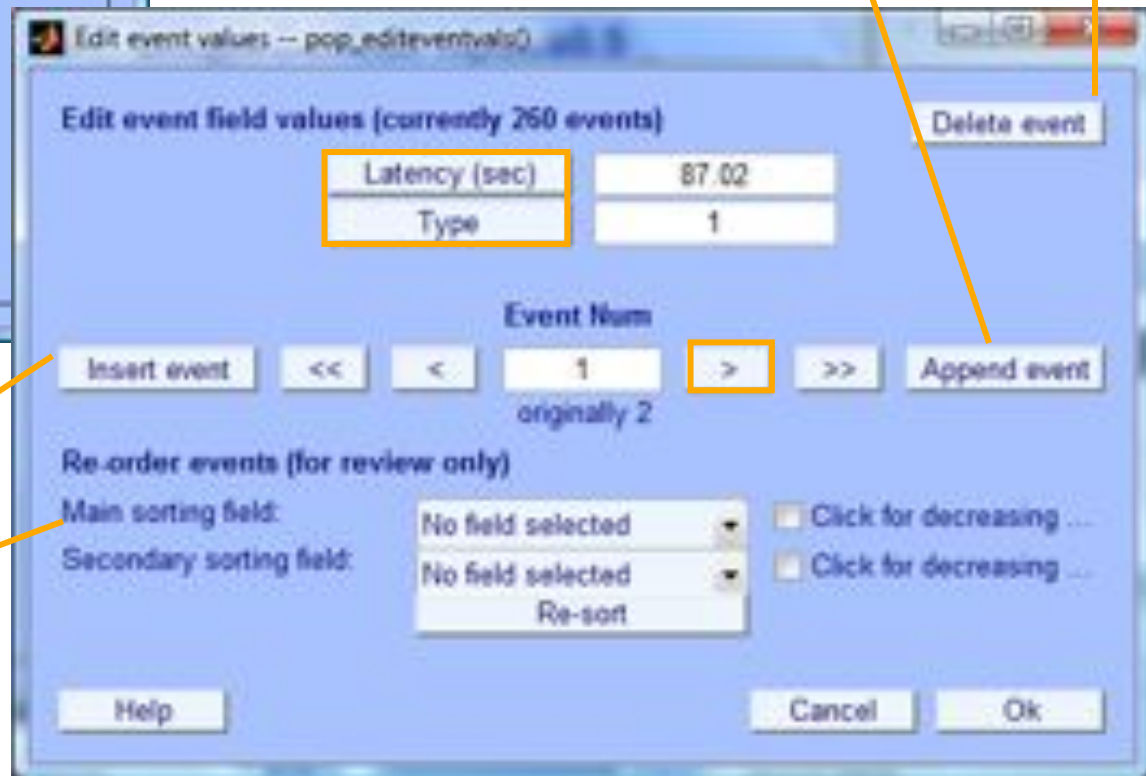 Edit event values -- pop_editeventvals()
Edit event field values (currently 260 events)
Delete event
Latency (sec) 87.02
Type 1
Event Num
Insert event << < 1 > >> Append event
originally 2
Re-order events (for review only)
Main sorting field: No field selected Click for decreasing ...
Secondary sorting field: No field selected Click for decreasing ...
Re-sort
Help Cancel Ok